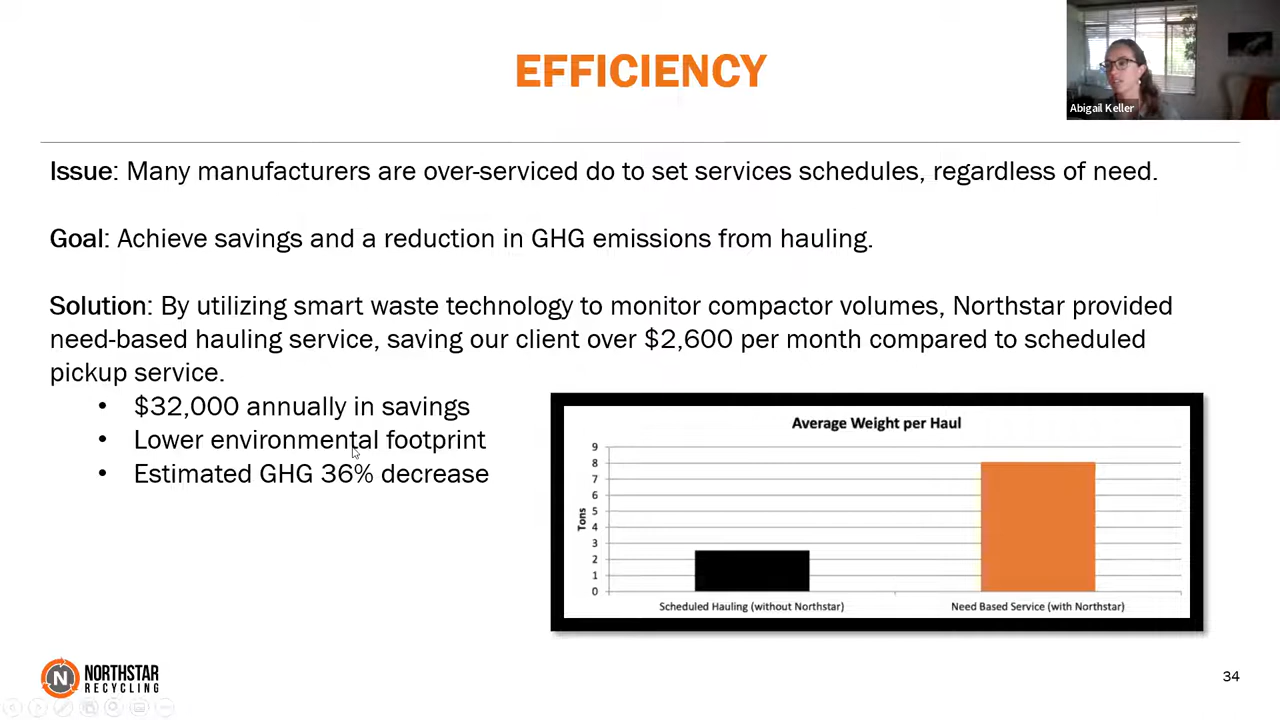 EFFICIENCY
Abigail Keller
Issue: Many manufacturers are over-serviced do to set services schedules, regardless of need.
Goal: Achieve savings and a reduction in GHG emissions from hauling.
Solution: By utilizing smart waste technology to monitor compactor volumes, Northstar provided
need-based hauling service, saving our client over $2,600 per month compared to scheduled
pickup service.
• $32,000 annually in savings
• Lower environmental footprint
• Estimated GHG 36% decrease
Average Weight per Haul
Tons
9
8
7
6
5
4
3
2
1
0
Scheduled Hauling (without Northstar)
Need Based Service (with Northstar)
N
NORTHSTAR
RECYCLING
34